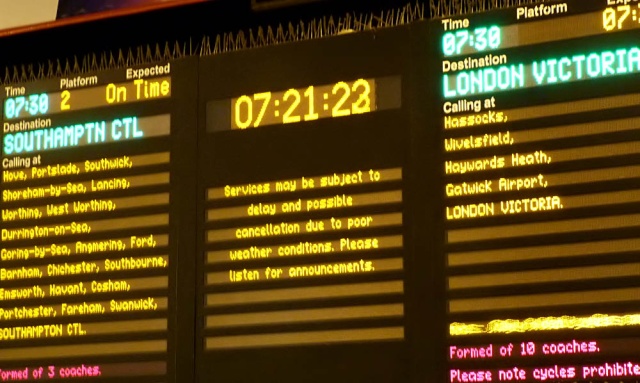 Time Platform Expected
07:30 2 On Time
Destination
SOUTHAMPTN CTL
Calling at
Hove, Portslade, Southwick,
Shoreham-by-Sea, Lancing,
Worthing, West Worthing,
Durrington-on-Sea,
Goring-by-Sea, Angmering, Ford,
Barnham, Chichester, Southbourne,
Emsworth, Havant, Cosham,
Portchester, Fareham, Swanwick,
SOUTHAMPTON CTL.
Formed of 3 coaches.
07:21:23
Services may be subject to
delay and possible
cancellation due to poor
weather conditions. Please
listen for announcements.
Time Platform
07:30 07:
Destination
LONDON VICTORIA
Calling at
Hassocks,
Wivelsfield,
Haywards Heath,
Gatwick Airport,
LONDON VICTORIA.
Formed of 10 coaches.
Please note cycles prohibite